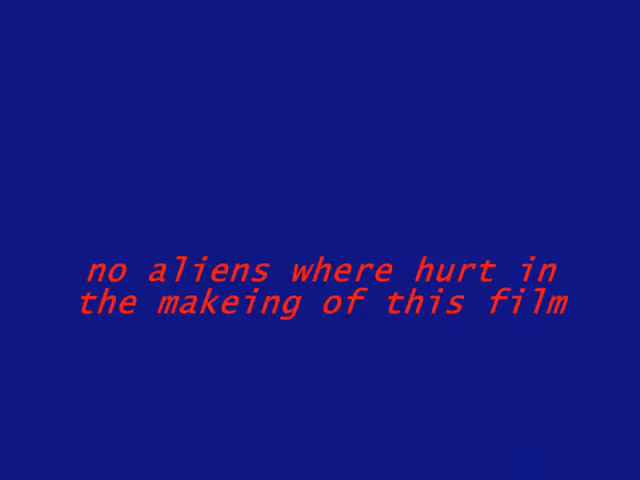 no aliens where hurt in
the makeing of this film